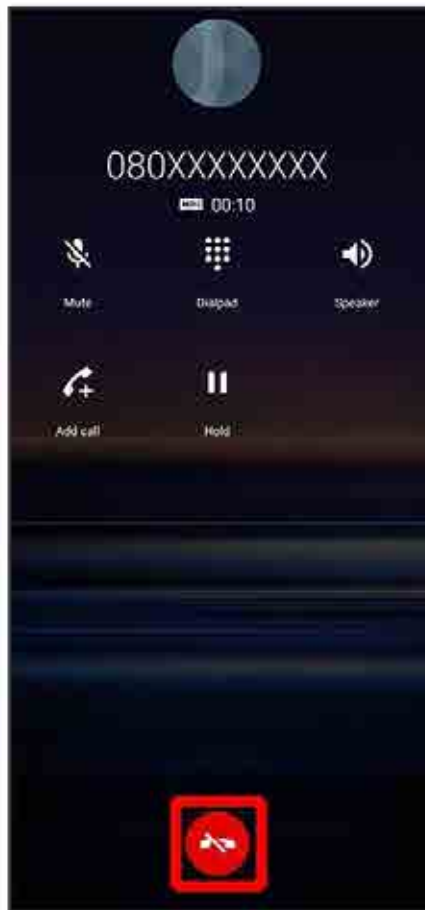 080XXXXXXXX
00:10
Mute
Dialpad
Speaker
Add call
Hold